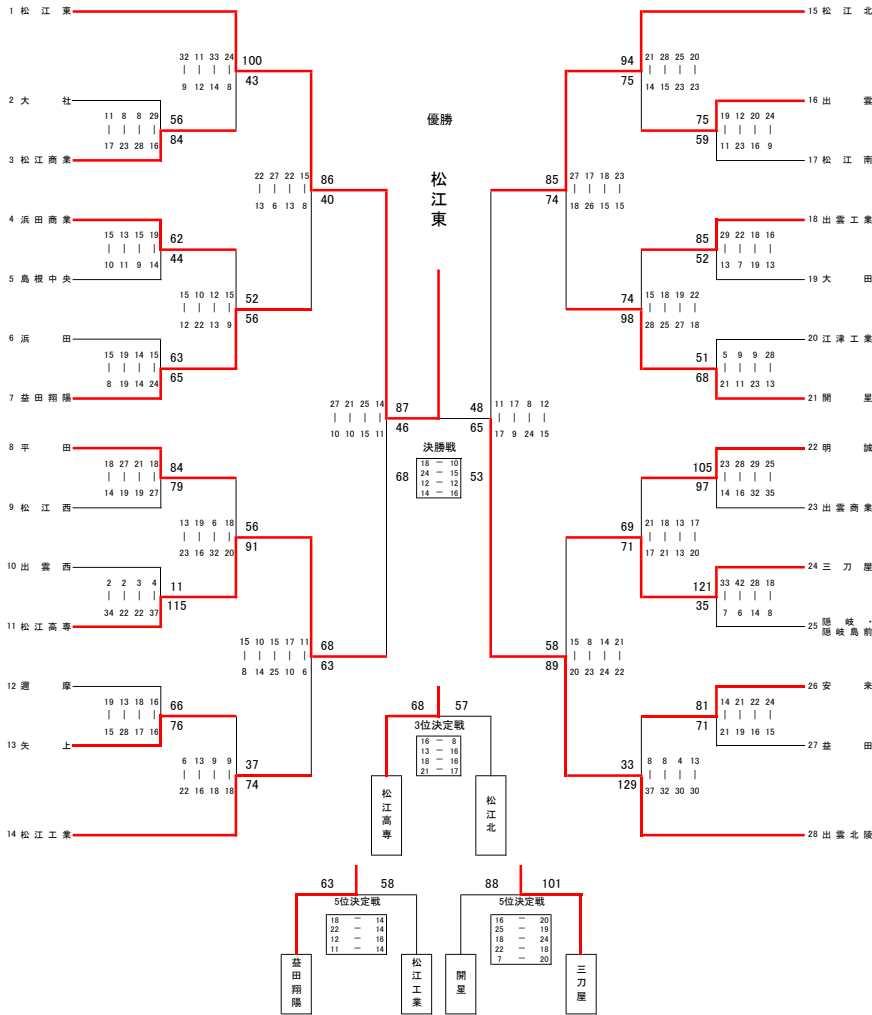 1 松江東
32 11 33 24
| | | |
9 12 14 8
100
43
2 大社
11 8 8 29
| | | |
17 23 28 16
56
84
3 松江商業
22 27 22 15
| | | |
13 6 13 8
86
40
4 浜田商業
15 13 15 19
| | | |
10 11 9 14
62
44
5 島根中央
15 10 12 15
| | | |
12 22 13 9
52
56
6 浜田
15 19 14 15
| | | |
8 19 14 24
63
65
7 益田翔陽
27 21 25 14
| | | |
10 10 15 11
87
46
8 平田
18 27 21 18
| | | |
14 19 19 27
84
79
9 松江西
13 19 6 18
| | | |
23 16 32 20
56
91
10 出雲西
2 2 3 4
| | | |
34 22 22 37
11
115
11 松江高専
15 10 15 17 11
| | | | |
8 14 25 10 6
68
63
12 邇摩
19 13 18 16
| | | |
15 28 17 16
66
76
13 矢上
6 13 9 9
| | | |
22 16 18 18
37
74
14 松江工業
優勝
松江東
決勝戦
68
18 － 10
24 － 15
12 － 12
14 － 16
53
15 松江北
94
75
21 28 25 20
| | | |
14 15 23 23
16 出雲
75
59
19 12 20 24
| | | |
11 23 16 9
17 松江南
85
74
27 17 18 23
| | | |
18 26 15 15
18 出雲工業
85
52
29 22 18 16
| | | |
13 7 19 13
19 大田
74
98
15 18 19 22
| | | |
28 25 27 18
20 江津工業
51
68
5 9 9 28
| | | |
21 11 23 13
21 開星
48
65
11 17 8 12
| | | |
17 9 24 15
22 明誠
105
97
23 28 29 25
| | | |
14 16 32 35
23 出雲商業
69
71
21 18 13 17
| | | |
17 21 13 20
24 三刀屋
121
35
33 42 28 18
| | | |
7 6 14 8
25 隠岐・
隠岐島前
58
89
15 8 14 21
| | | |
20 23 24 22
26 安来
81
71
14 21 22 24
| | | |
21 19 16 15
27 益田
33
129
8 8 4 13
| | | |
37 32 30 30
28 出雲北陵
68 57
3位決定戦
16 － 8
13 － 16
18 － 16
21 － 17
松江高専
松江北
63 58
5位決定戦
18 － 14
22 － 14
12 － 16
11 － 14
益田翔陽
松江工業
88 101
5位決定戦
16 － 20
25 － 19
18 － 24
22 － 18
7 － 20
開星
三刀屋